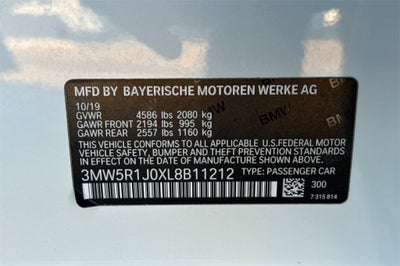 MFD BY BAYERISCHE MOTOREN WERKE AG
10/19
GVWR 4586 lbs 2080 kg
GAWR FRONT 2194 lbs 995 kg
GAWR REAR 2557 lbs 1160 kg
THIS VEHICLE CONFORMS TO ALL APPLICABLE
U.S.FEDERAL MOTOR
VEHICLE SAFETY, BUMPER, AND THEFT PREVENTION
STANDARDS IN EFFECT ON THE DATE OF
MANUFACTURE SHOWN ABOVE.
3MW5R1J0XL8B11212 TYPE: PASSENGER CAR
300
7 315 814
BMW
BMW